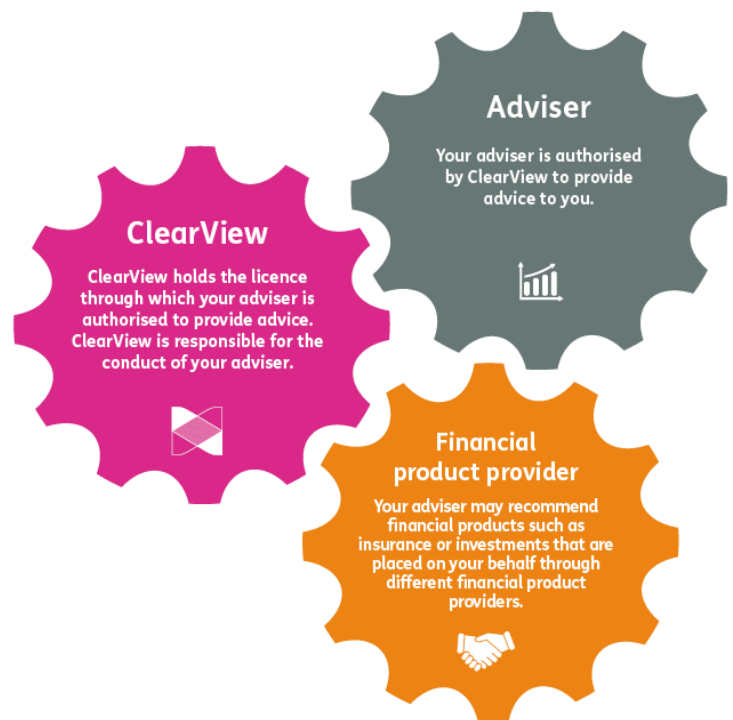 Adviser
Your adviser is authorised
by ClearView to provide
advice to you.
ClearView
ClearView holds the licence
through which your adviser is
authorised to provide advice.
ClearView is responsible for the
conduct of your adviser.
Financial
product provider
Your adviser may recommend
financial products such as
insurance or investments that are
placed on your behalf through
different financial product
providers.